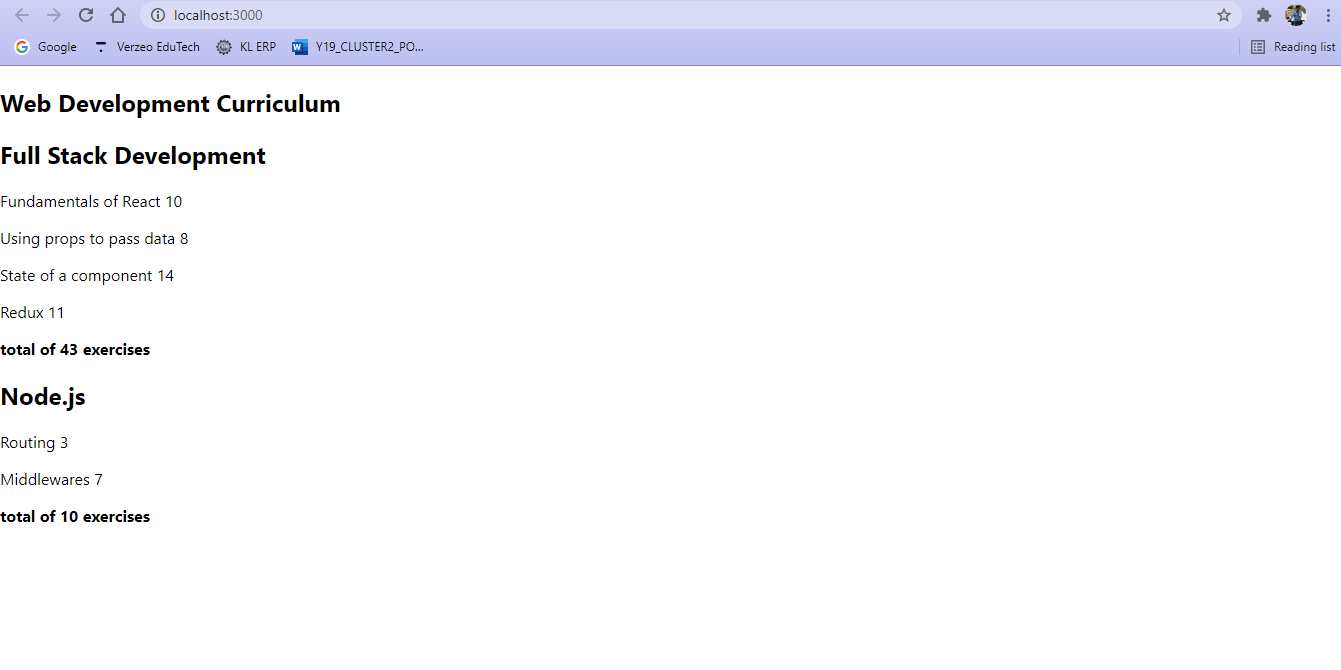 localhost:3000
Google Verzeo EduTech KL ERP Y19_CLUSTER2_PO... Reading list
Web Development Curriculum
Full Stack Development
Fundamentals of React 10
Using props to pass data 8
State of a component 14
Redux 11
total of 43 exercises
Node.js
Routing 3
Middlewares 7
total of 10 exercises